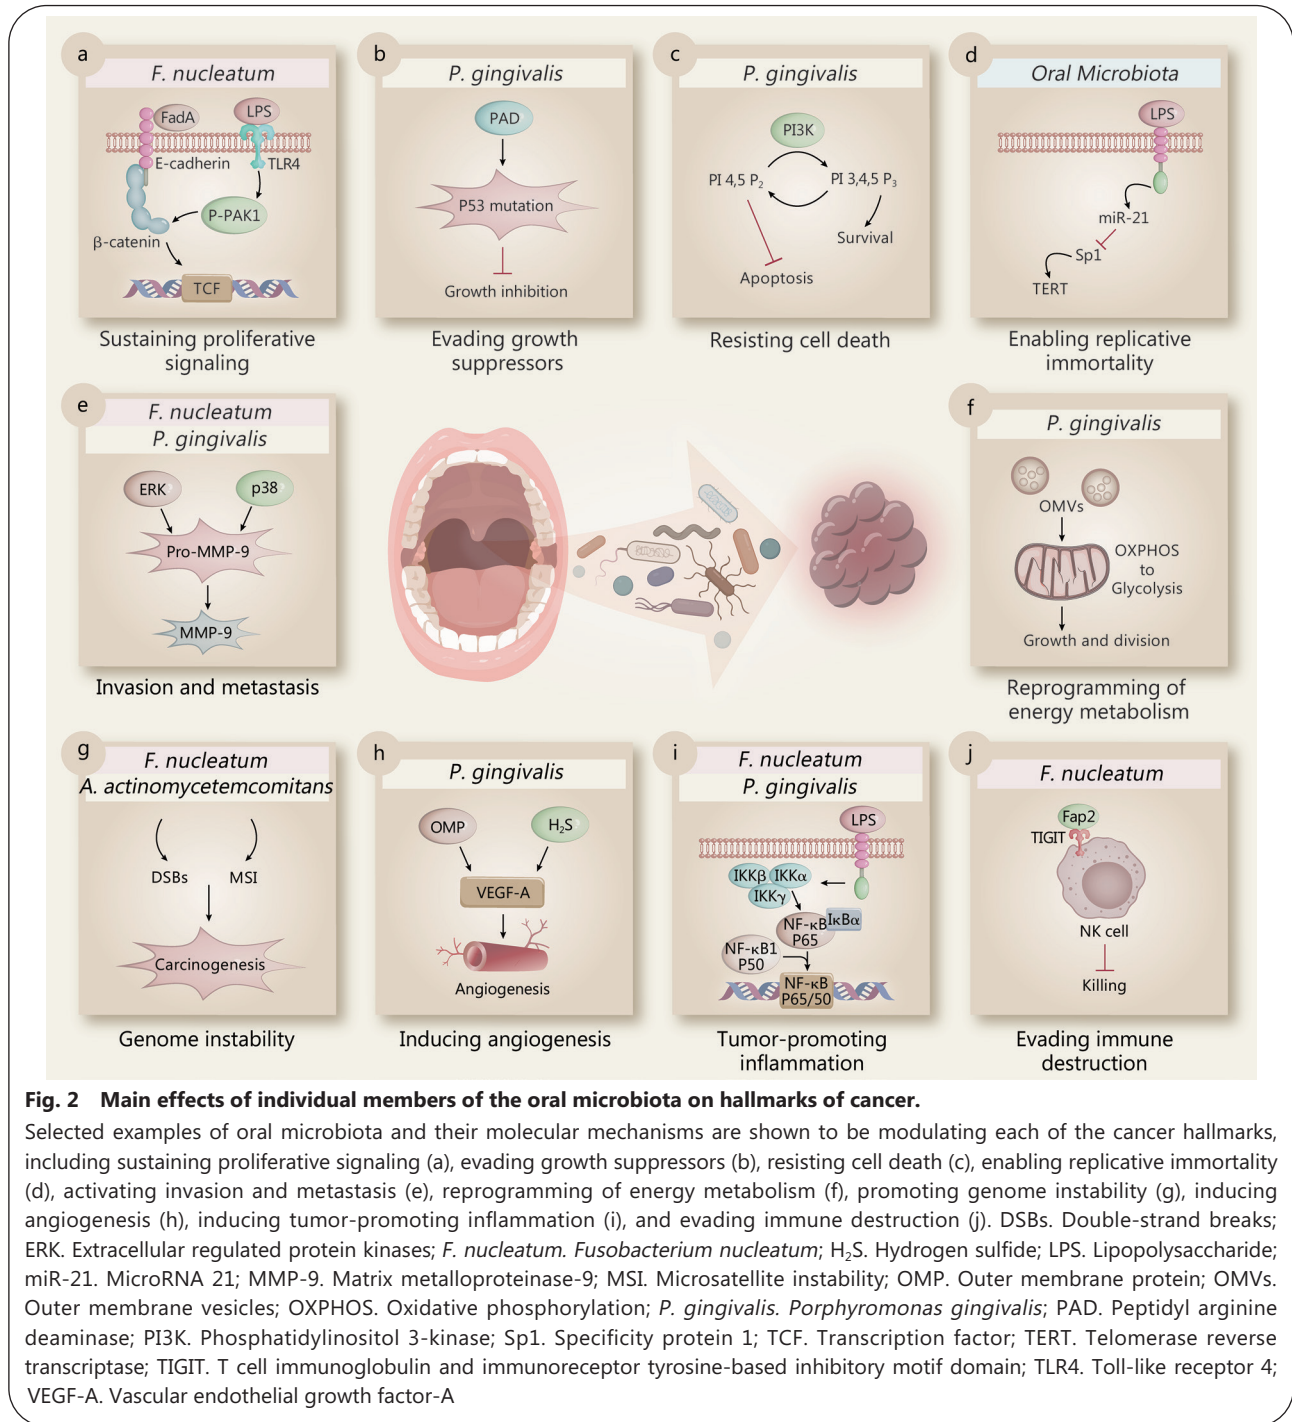 a
F. nucleatum
FadA
LPS
E-cadherin
TLR4
P-PAK1
β-catenin
TCF
Sustaining proliferative
signaling
b
P. gingivalis
PAD
P53 mutation
Growth inhibition
Evading growth
suppressors
c
P. gingivalis
PI3K
PI 4,5 P₂
PI 3,4,5 P₃
Survival
Apoptosis
Resisting cell death
d
Oral Microbiota
LPS
miR-21
Sp1
TERT
Enabling replicative
immortality
e
F. nucleatum
P. gingivalis
ERK
p38
Pro-MMP-9
MMP-9
Invasion and metastasis
f
P. gingivalis
OMVs
OXPHOS
to
Glycolysis
Growth and division
Reprogramming of
energy metabolism
g
F. nucleatum
A. actinomycetemcomitans
DSBs
MSI
Carcinogenesis
Genome instability
h
P. gingivalis
OMP
H₂S
VEGF-A
Angiogenesis
Inducing angiogenesis
i
F. nucleatum
P. gingivalis
LPS
IKKβ
IKKα
IKKγ
NF-κB
P65
IκBα
NF-κB1
P50
NF-κB
P65/50
Tumor-promoting
inflammation
j
F. nucleatum
Fap2
TIGIT
NK cell
Killing
Evading immune
destruction
Fig. 2 Main effects of individual members of the oral microbiota on hallmarks of cancer.
Selected examples of oral microbiota and their molecular mechanisms are shown to be modulating each of the cancer hallmarks,
including sustaining proliferative signaling (a), evading growth suppressors (b), resisting cell death (c), enabling replicative immortality
(d), activating invasion and metastasis (e), reprogramming of energy metabolism (f), promoting genome instability (g), inducing
angiogenesis (h), inducing tumor-promoting inflammation (i), and evading immune destruction (j). DSBs. Double-strand breaks;
ERK. Extracellular regulated protein kinases; F. nucleatum. Fusobacterium nucleatum; H₂S. Hydrogen sulfide; LPS. Lipopolysaccharide;
miR-21. MicroRNA 21; MMP-9. Matrix metalloproteinase-9; MSI. Microsatellite instability; OMP. Outer membrane protein; OMVs.
Outer membrane vesicles; OXPHOS. Oxidative phosphorylation; P. gingivalis. Porphyromonas gingivalis; PAD. Peptidyl arginine
deaminase; PI3K. Phosphatidylinositol 3-kinase; Sp1. Specificity protein 1; TCF. Transcription factor; TERT. Telomerase reverse
transcriptase; TIGIT. T cell immunoglobulin and immunoreceptor tyrosine-based inhibitory motif domain; TLR4. Toll-like receptor 4;
VEGF-A. Vascular endothelial growth factor-A